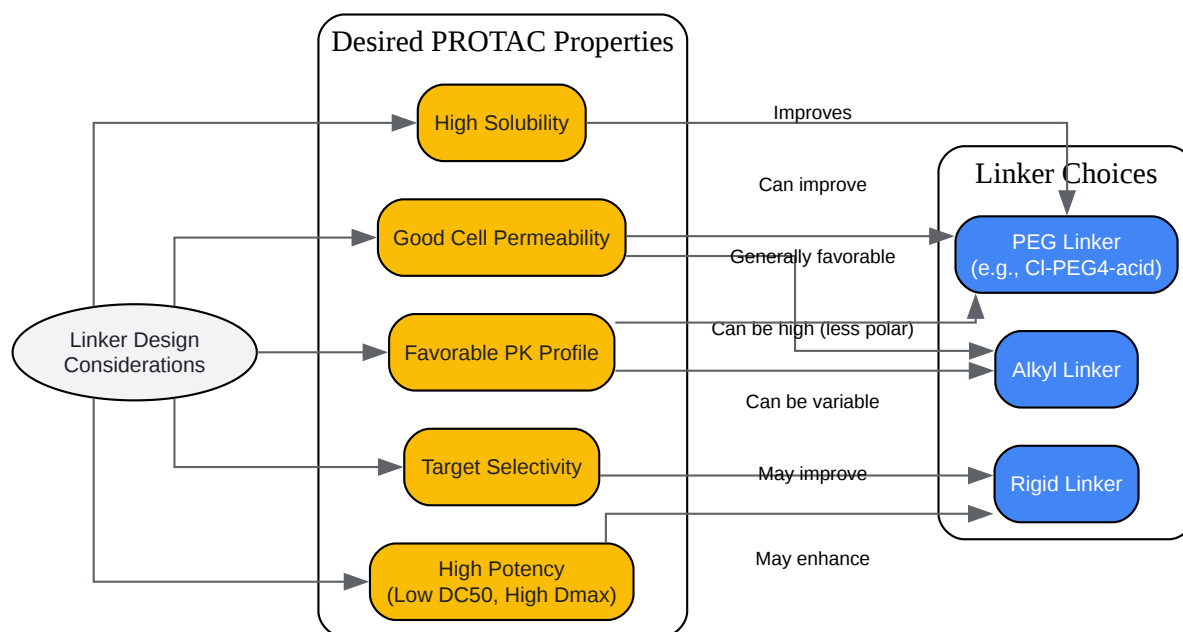 Desired PROTAC Properties
High Solubility
Improves
Linker Choices
Can improve
Good Cell Permeability
PEG Linker
(e.g., Cl-PEG4-acid)
Generally favorable
Linker Design
Considerations
Favorable PK Profile
Can be high (less polar)
Alkyl Linker
Can be variable
Target Selectivity
May improve
Rigid Linker
High Potency
(Low DC50, High Dmax)
May enhance